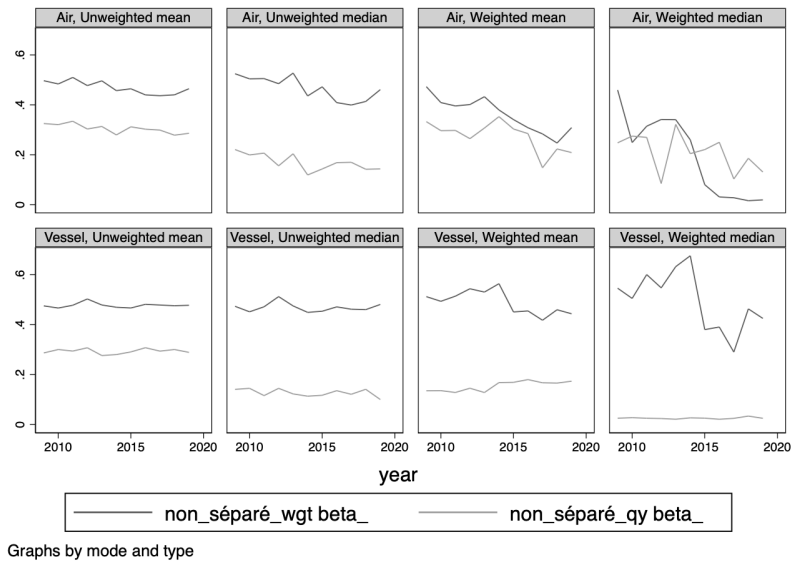 Air, Unweighted mean
Air, Unweighted median
Air, Weighted mean
Air, Weighted median
.6
.4
.2
0
Vessel, Unweighted mean
Vessel, Unweighted median
Vessel, Weighted mean
Vessel, Weighted median
.6
.4
.2
0
2010 2015 2020 2010 2015 2020 2010 2015 2020 2010 2015 2020
year
non_séparé_wgt beta_
non_séparé_qy beta_
Graphs by mode and type